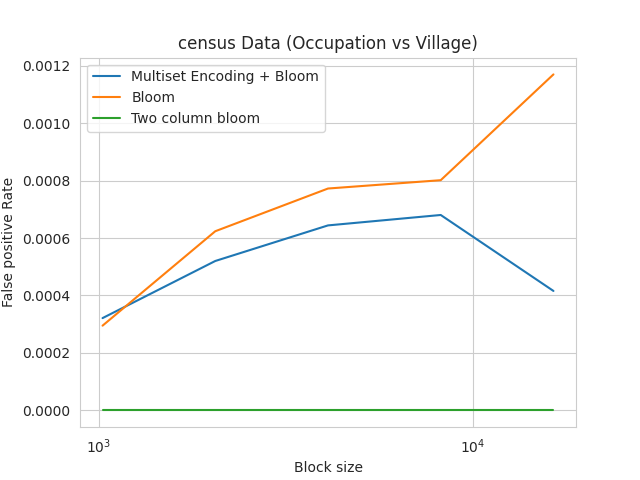 census Data (Occupation vs Village)
Multiset Encoding + Bloom
Bloom
Two column bloom
False positive Rate
0.0012
0.0010
0.0008
0.0006
0.0004
0.0002
0.0000
10³
10⁴
Block size